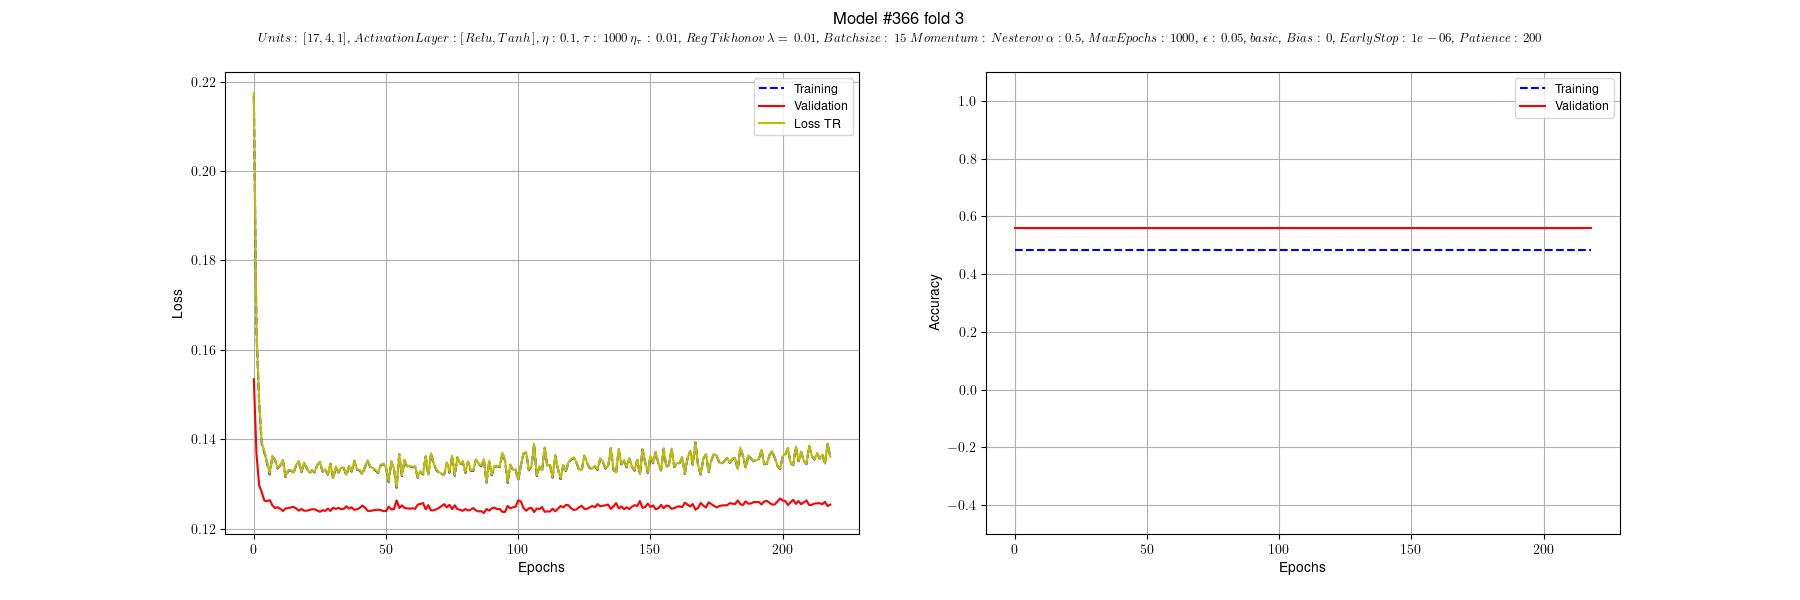 Model #366 fold 3
Units : [17, 4, 1], ActivationLayer : [Relu, Tanh], η : 0.1, τ : 1000 ητ : 0.01, Reg Tikhonov λ = 0.01, Batchsize : 15 Momentum : Nesterov α : 0.5, MaxEpochs : 1000, ϵ : 0.05, basic, Bias : 0, EarlyStop : 1e − 06, Patience : 200
Training
Validation
Loss TR
0.22
0.20
0.18
0.16
0.14
0.12
Loss
0
50
100
150
200
Epochs
Training
Validation
1.0
0.8
0.6
0.4
0.2
0.0
−0.2
−0.4
Accuracy
0
50
100
150
200
Epochs